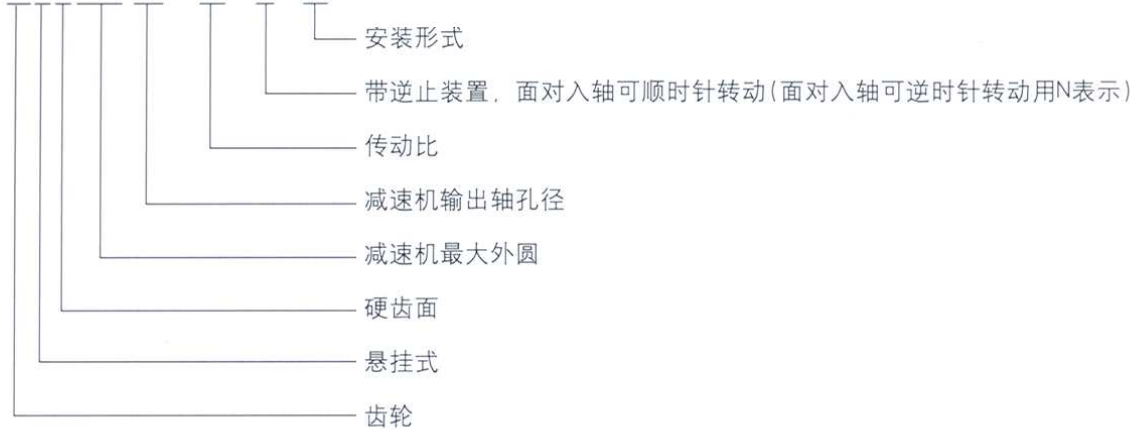 安装形式
带逆止装置，面对入轴可顺时针转动(面对入轴可逆时针转动用N表示)
传动比
减速机输出轴孔径
减速机最大外圆
硬齿面
悬挂式
齿轮